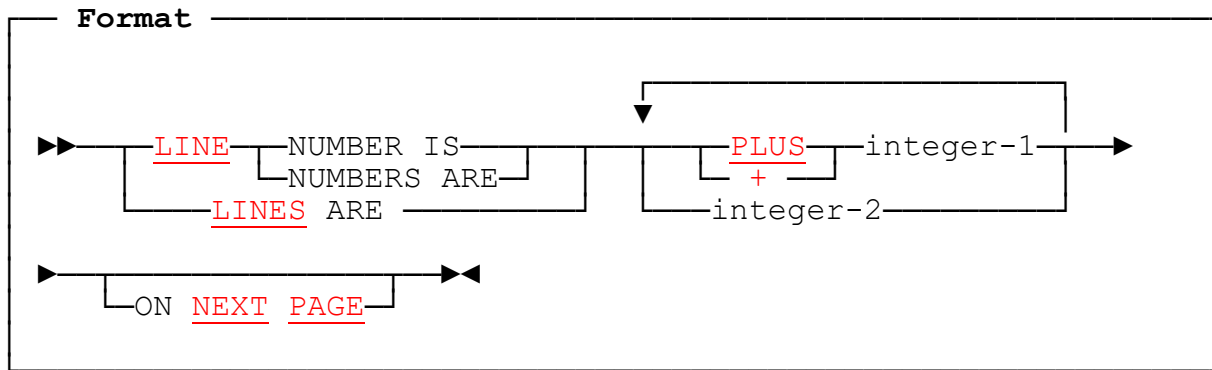 Format
LINE NUMBER IS PLUS integer-1
NUMBERS ARE +
LINES ARE integer-2
ON NEXT PAGE